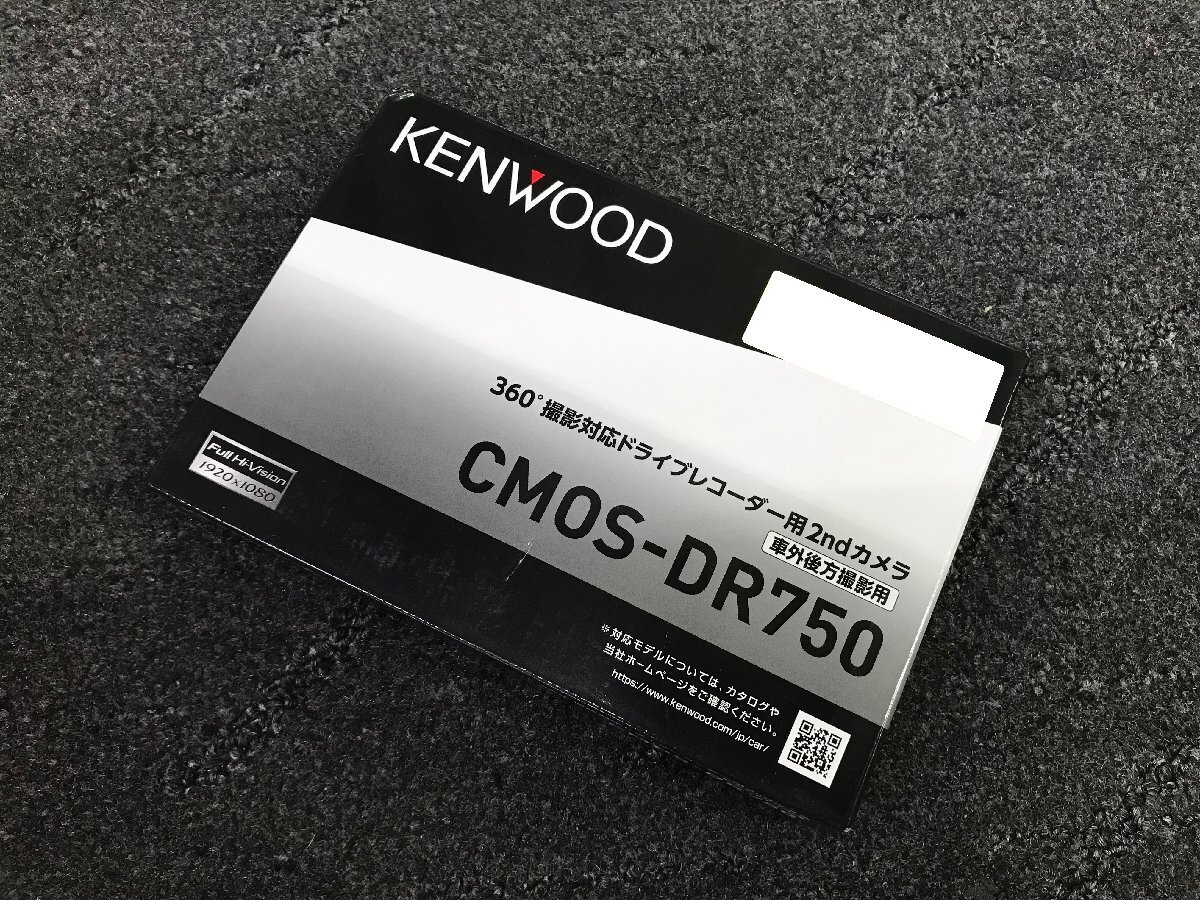 KENWOOD
360°撮影対応ドライブレコーダー用2ndカメラ
車外後方撮影用
CMOS-DR750
Full Hi-Vision
1920x1080
※対応モデルについては、カタログや
当社ホームページをご確認ください。
https://www.kenwood.com/jp/car/